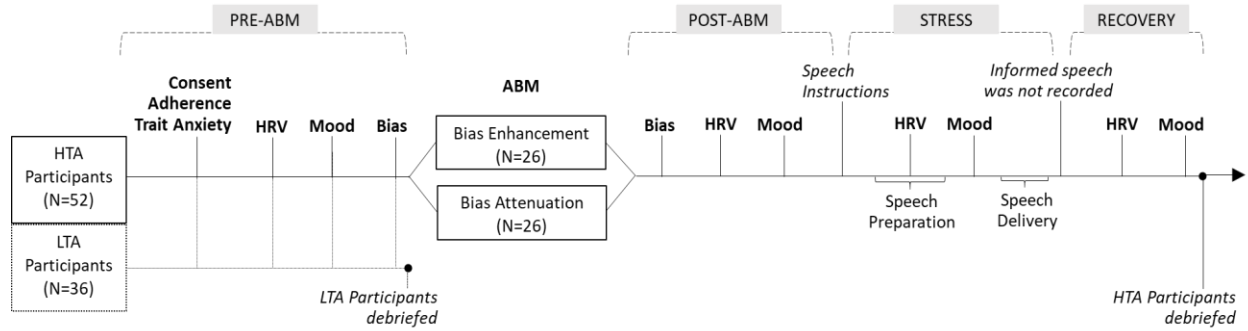 PRE-ABM
POST-ABM
STRESS
RECOVERY
Consent
Adherence
Trait Anxiety
HRV
Mood
Bias
ABM
Bias Enhancement
(N=26)
Bias Attenuation
(N=26)
Bias
HRV
Mood
Speech
Instructions
HRV
Mood
Informed speech
was not recorded
HRV
Mood
HTA
Participants
(N=52)
LTA
Participants
(N=36)
LTA Participants
debriefed
Speech
Preparation
Speech
Delivery
HTA Participants
debriefed